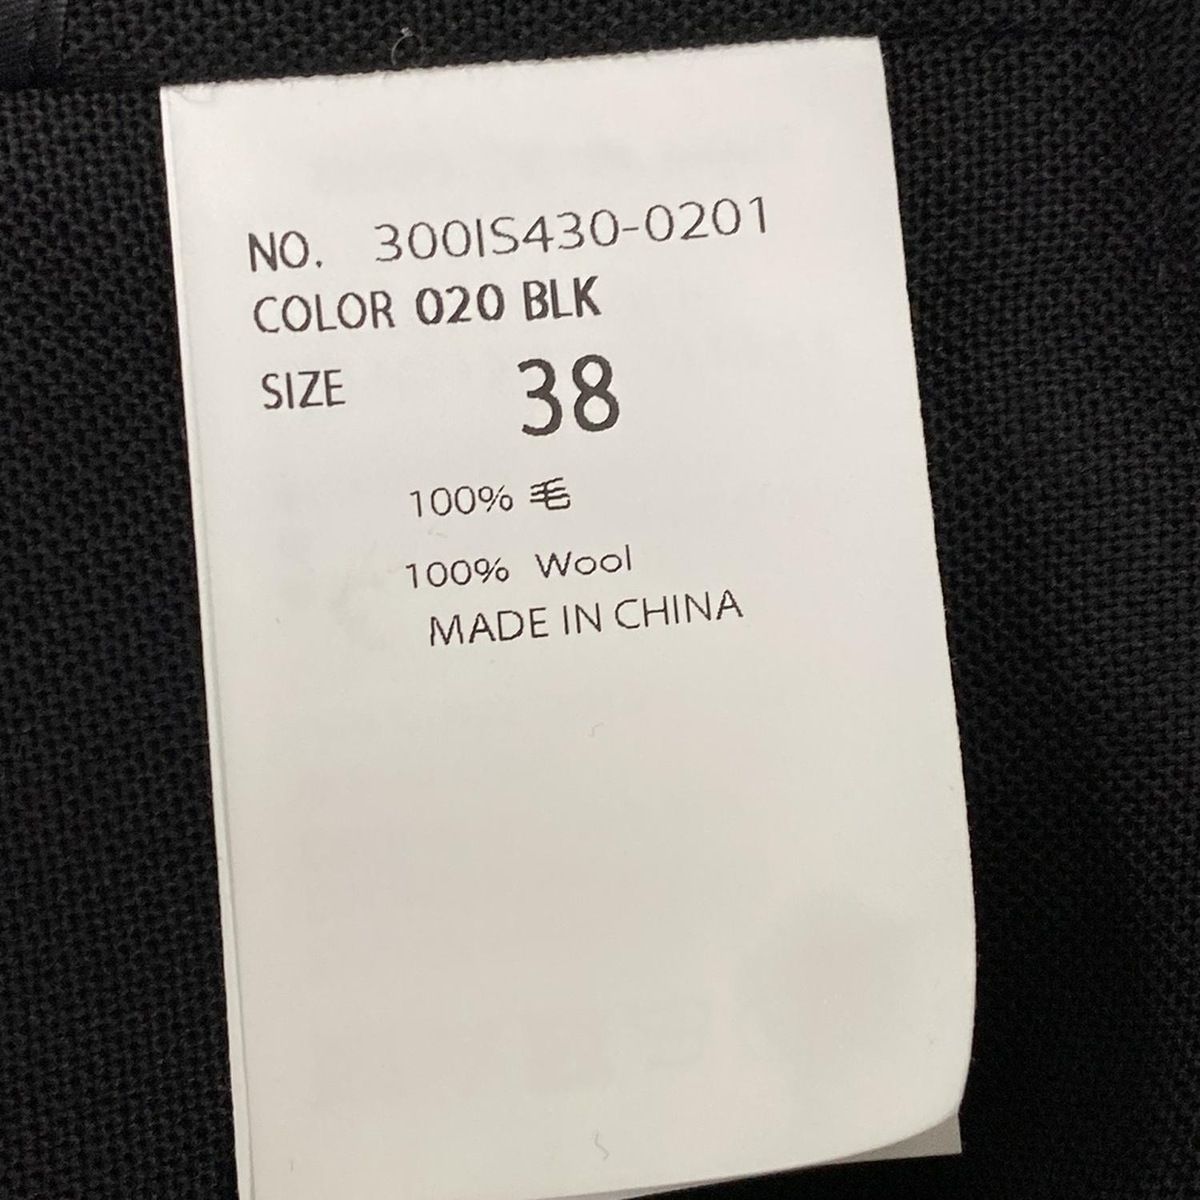 NO. 300IS430-0201
COLOR 020 BLK
SIZE 38
100% 毛
100% Wool
MADE IN CHINA